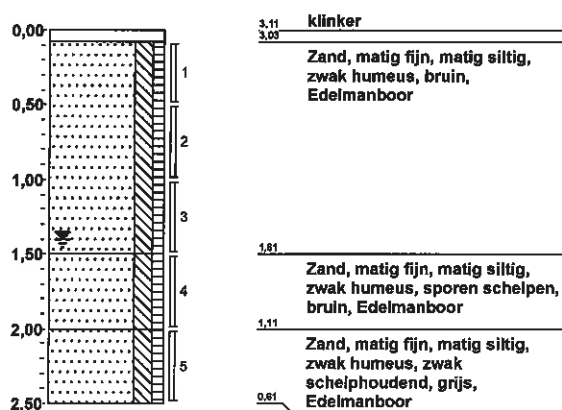 0,00
0,50
1,00
1,50
2,00
2,50
1
2
3
4
5
3,11 klinker
3,03
Zand, matig fijn, matig siltig,
zwak humeus, bruin,
Edelmanboor
1,61
Zand, matig fijn, matig siltig,
zwak humeus, sporen schelpen,
bruin, Edelmanboor
1,11
Zand, matig fijn, matig siltig,
zwak humeus, zwak
schelphoudend, grijs,
Edelmanboor
0,61